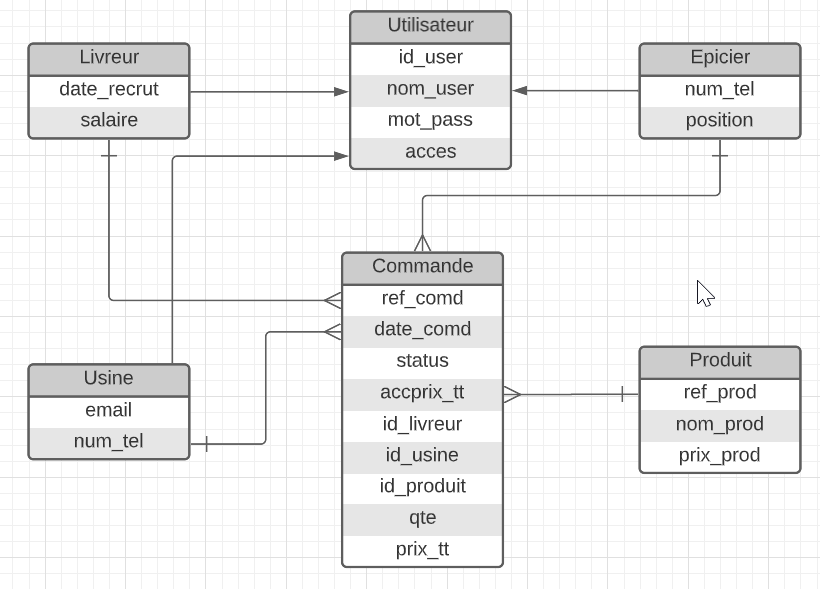 Utilisateur
id_user
nom_user
mot_pass
acces
Livreur
date_recrut
salaire
Epicier
num_tel
position
Commande
ref_comd
date_comd
status
accprix_tt
id_livreur
id_usine
id_produit
qte
prix_tt
Usine
email
num_tel
Produit
ref_prod
nom_prod
prix_prod